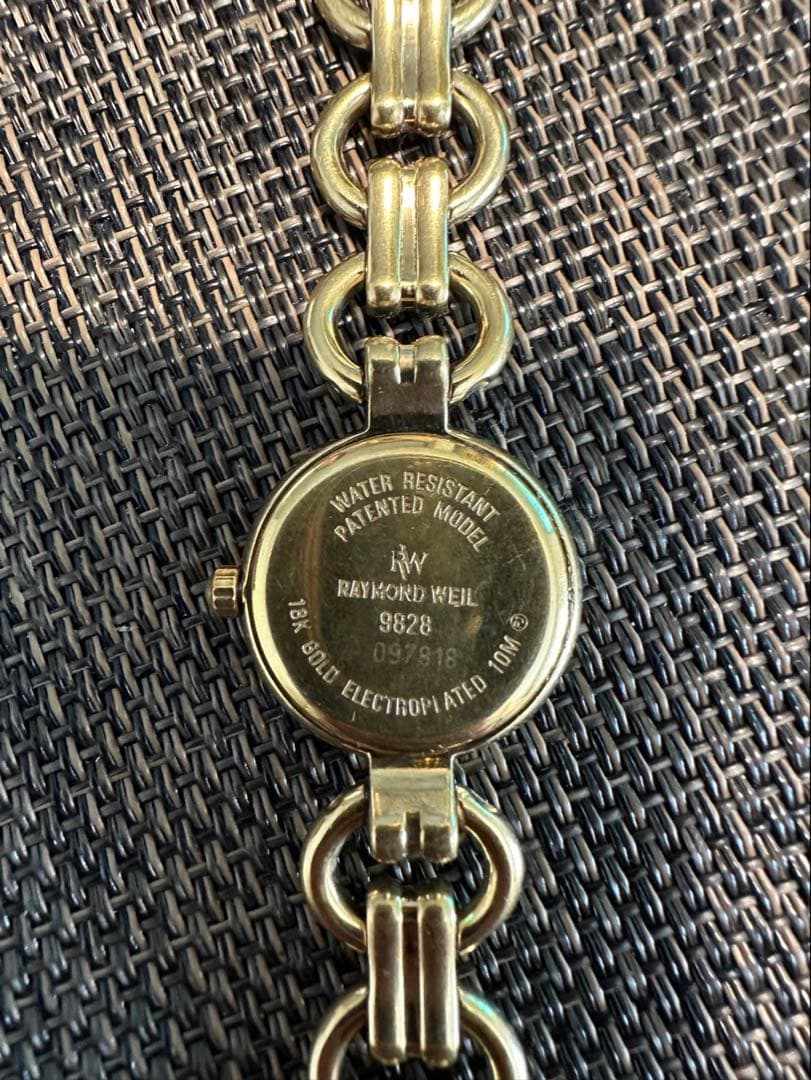 WATER RESISTANT
PATENTED MODEL
RW
RAYMOND WEIL
9828
097818
18K GOLD ELECTROPLATED 10M